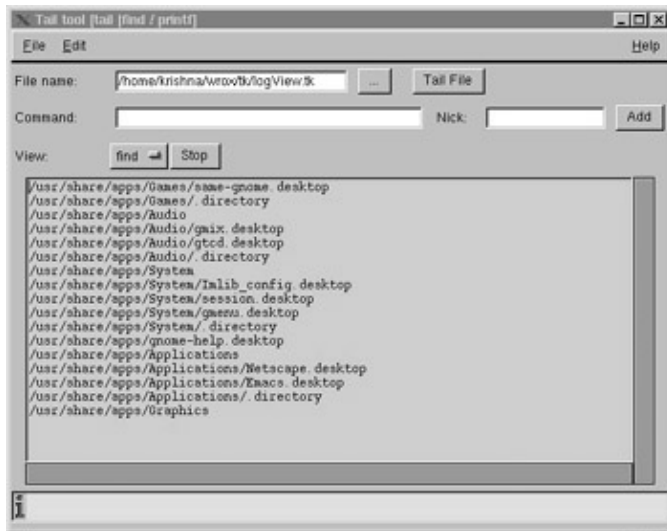 Tail tool [tail |find / printf]
File Edit Help
File name: /home/krishna/wrox/tk/logView.tk ... Tail File
Command: Nick: Add
View: find Stop
/usr/share/apps/Games/same-gnome.desktop
/usr/share/apps/Games/.directory
/usr/share/apps/Audio
/usr/share/apps/Audio/gmix.desktop
/usr/share/apps/Audio/gtcd.desktop
/usr/share/apps/Audio/.directory
/usr/share/apps/System
/usr/share/apps/System/Imlib_config.desktop
/usr/share/apps/System/session.desktop
/usr/share/apps/System/gmenu.desktop
/usr/share/apps/System/.directory
/usr/share/apps/gnome-help.desktop
/usr/share/apps/Applications
/usr/share/apps/Applications/Netscape.desktop
/usr/share/apps/Applications/Emacs.desktop
/usr/share/apps/Applications/.directory
/usr/share/apps/Graphics
i